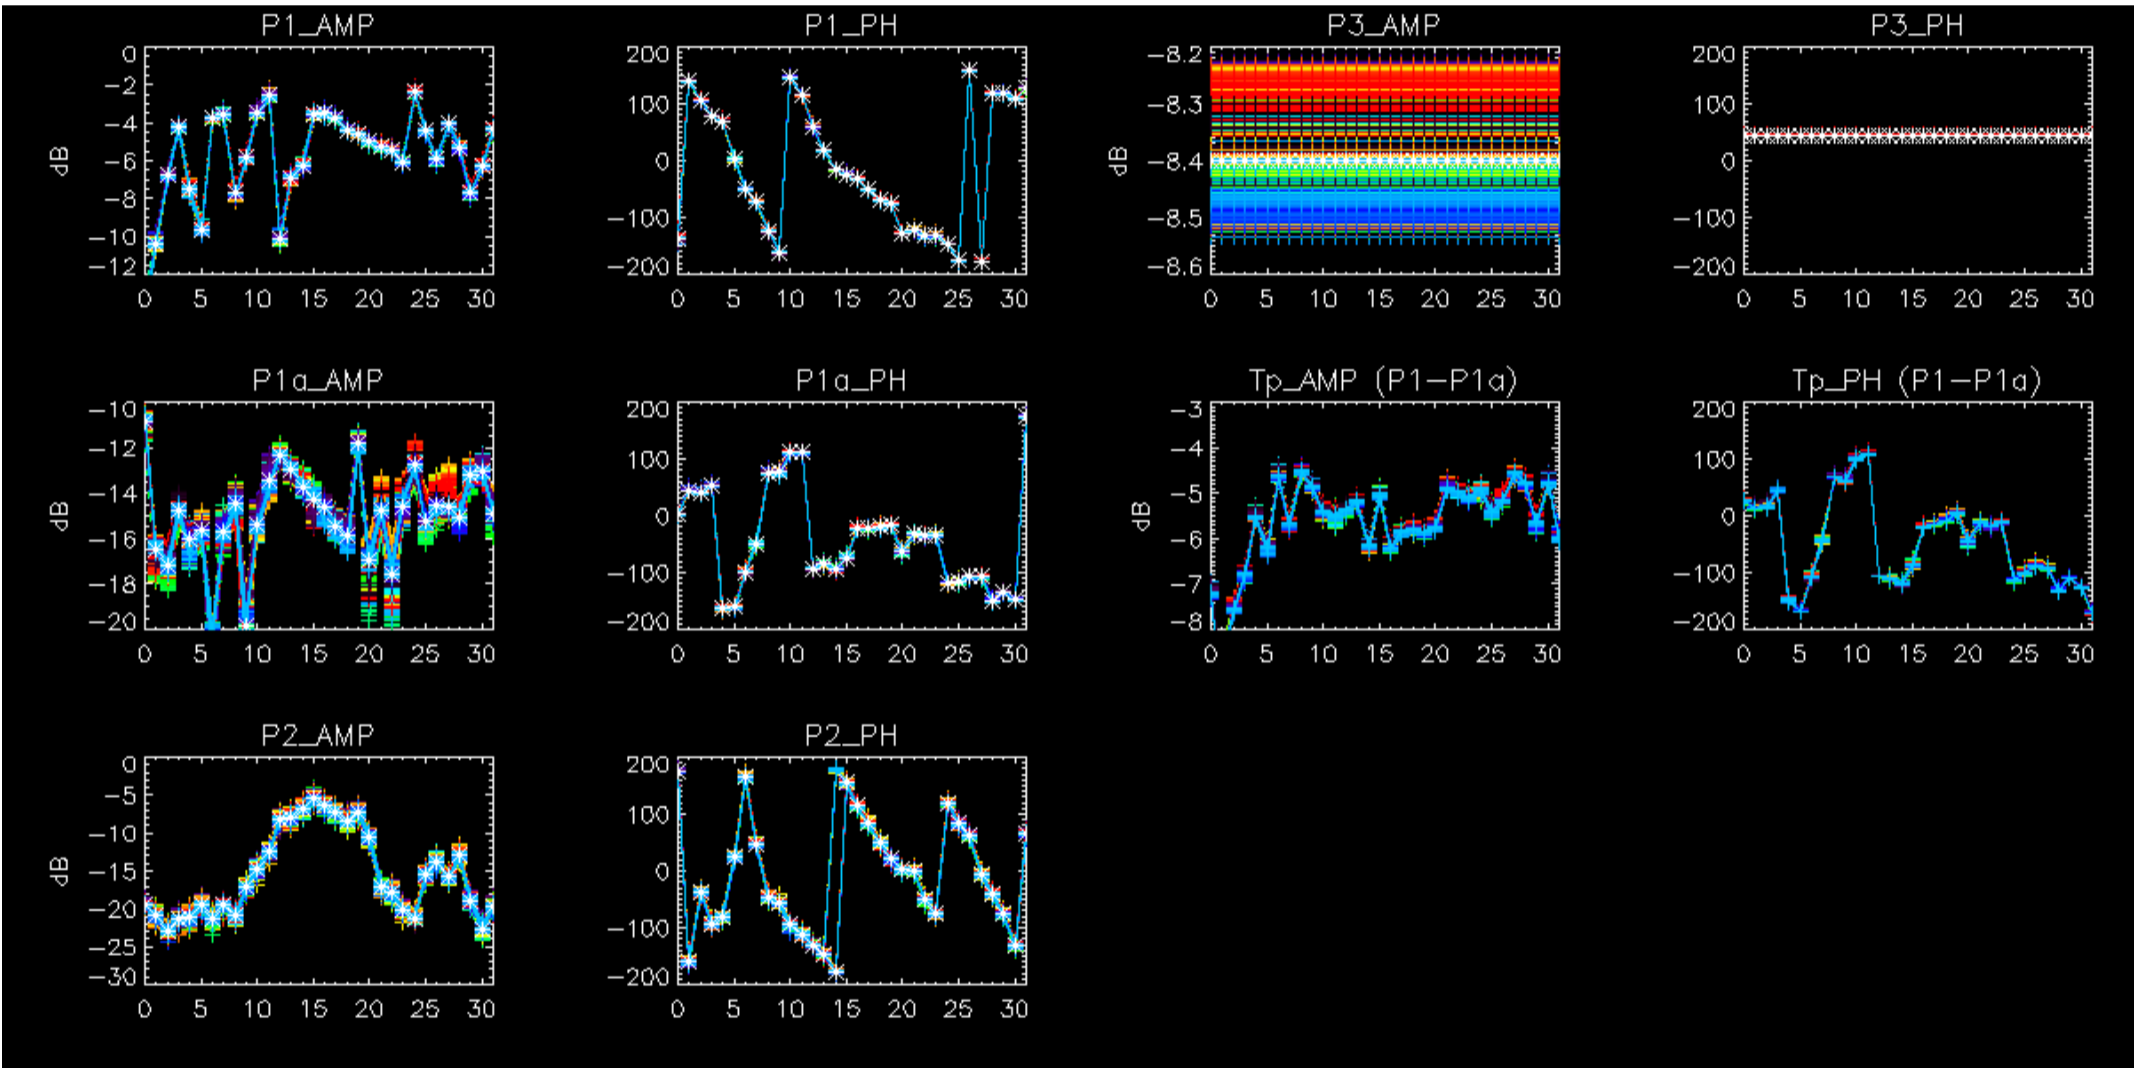 P1_AMP P1_PH P3_AMP P3_PH
0 200 -8.2 200
-2 100 -8.3 100
-4 0 -8.4 0
-6 -100 -8.5 -100
-8 -200 -8.6 -200
-10
-12
dB dB
0 5 10 15 20 25 30 0 5 10 15 20 25 30 0 5 10 15 20 25 30 0 5 10 15 20 25 30
P1a_AMP P1a_PH Tp_AMP (P1-P1a) Tp_PH (P1-P1a)
-10 200 -3 200
-12 100 -4 100
-14 0 -5 0
-16 -100 -6 -100
-18 -200 -7 -200
-20 -8
dB dB
0 5 10 15 20 25 30 0 5 10 15 20 25 30 0 5 10 15 20 25 30 0 5 10 15 20 25 30
P2_AMP P2_PH
0 200
-5 100
-10 0
-15 -100
-20 -200
-25
-30
dB
0 5 10 15 20 25 30 0 5 10 15 20 25 30